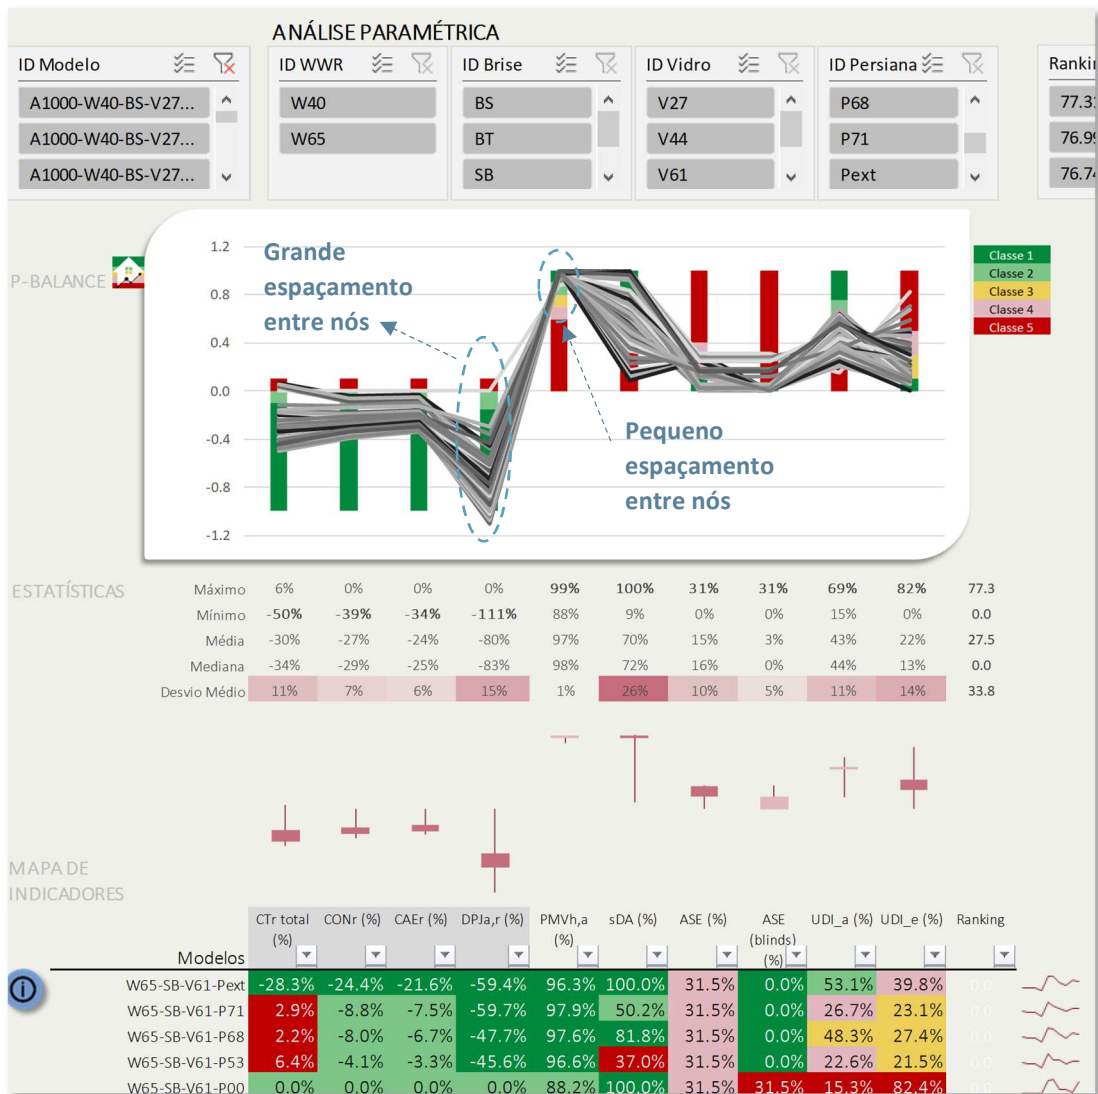 ANÁLISE PARAMÉTRICA
ID Modelo
A1000-W40-BS-V27...
A1000-W40-BS-V27...
A1000-W40-BS-V27...
ID WWR
W40
W65
ID Brise
BS
BT
SB
ID Vidro
V27
V44
V61
ID Persiana
P68
P71
Pext
P-BALANCE
1.2
0.8
0.4
0.0
-0.4
-0.8
-1.2
Grande
espaçamento
entre nós
Pequeno
espaçamento
entre nós
Classe 1
Classe 2
Classe 3
Classe 4
Classe 5
ESTATÍSTICAS
Máximo 6% 0% 0% 0% 99% 100% 31% 31% 69% 82% 77.3
Mínimo -50% -39% -34% -111% 88% 9% 0% 0% 15% 0% 0.0
Média -30% -27% -24% -80% 97% 70% 15% 3% 43% 22% 27.5
Mediana -34% -29% -25% -83% 98% 72% 16% 0% 44% 13% 0.0
Desvio Médio 11% 7% 6% 15% 1% 26% 10% 5% 11% 14% 33.8
MAPA DE
INDICADORES
Modelos
CTr total
(%)
CONr (%)
CAEr (%)
DPJa,r (%)
PMVh,a
(%)
sDA (%)
ASE (%)
ASE
(blinds)
(%)
UDI_a (%)
UDI_e (%)
Ranking
W65-SB-V61-Pext -28.3% -24.4% -21.6% -59.4% 96.3% 100.0% 31.5% 0.0% 53.1% 39.8% 0.0
W65-SB-V61-P71 2.9% -8.8% -7.5% -59.7% 97.9% 50.2% 31.5% 0.0% 26.7% 23.1% 0.0
W65-SB-V61-P68 2.2% -8.0% -6.7% -47.7% 97.6% 81.8% 31.5% 0.0% 48.3% 27.4% 0.0
W65-SB-V61-P53 6.4% -4.1% -3.3% -45.6% 96.6% 37.0% 31.5% 0.0% 22.6% 21.5% 0.0
W65-SB-V61-P00 0.0% 0.0% 0.0% 0.0% 88.2% 100.0% 31.5% 31.5% 15.3% 82.4% 0.0